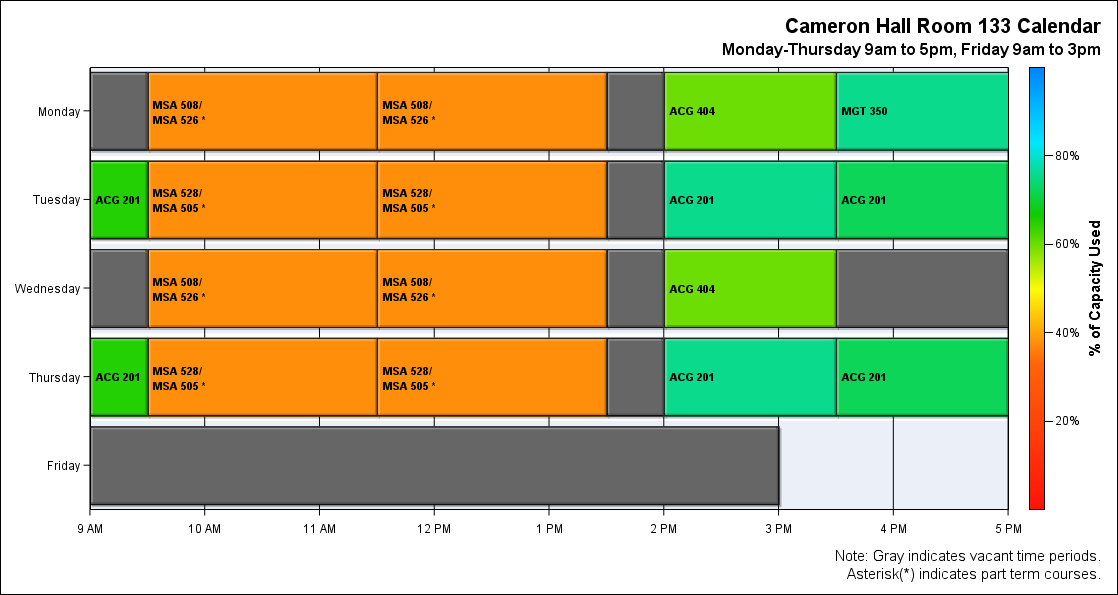 Cameron Hall Room 133 Calendar
Monday-Thursday 9am to 5pm, Friday 9am to 3pm
Monday
MSA 508/
MSA 526 *
MSA 508/
MSA 526 *
ACG 404
MGT 350
Tuesday
ACG 201
MSA 528/
MSA 505 *
MSA 528/
MSA 505 *
ACG 201
ACG 201
Wednesday
MSA 508/
MSA 526 *
MSA 508/
MSA 526 *
ACG 404
Thursday
ACG 201
MSA 528/
MSA 505 *
MSA 528/
MSA 505 *
ACG 201
ACG 201
Friday
9 AM
10 AM
11 AM
12 PM
1 PM
2 PM
3 PM
4 PM
5 PM
80%
60%
40%
20%
% of Capacity Used
Note: Gray indicates vacant time periods.
Asterisk(*) indicates part term courses.